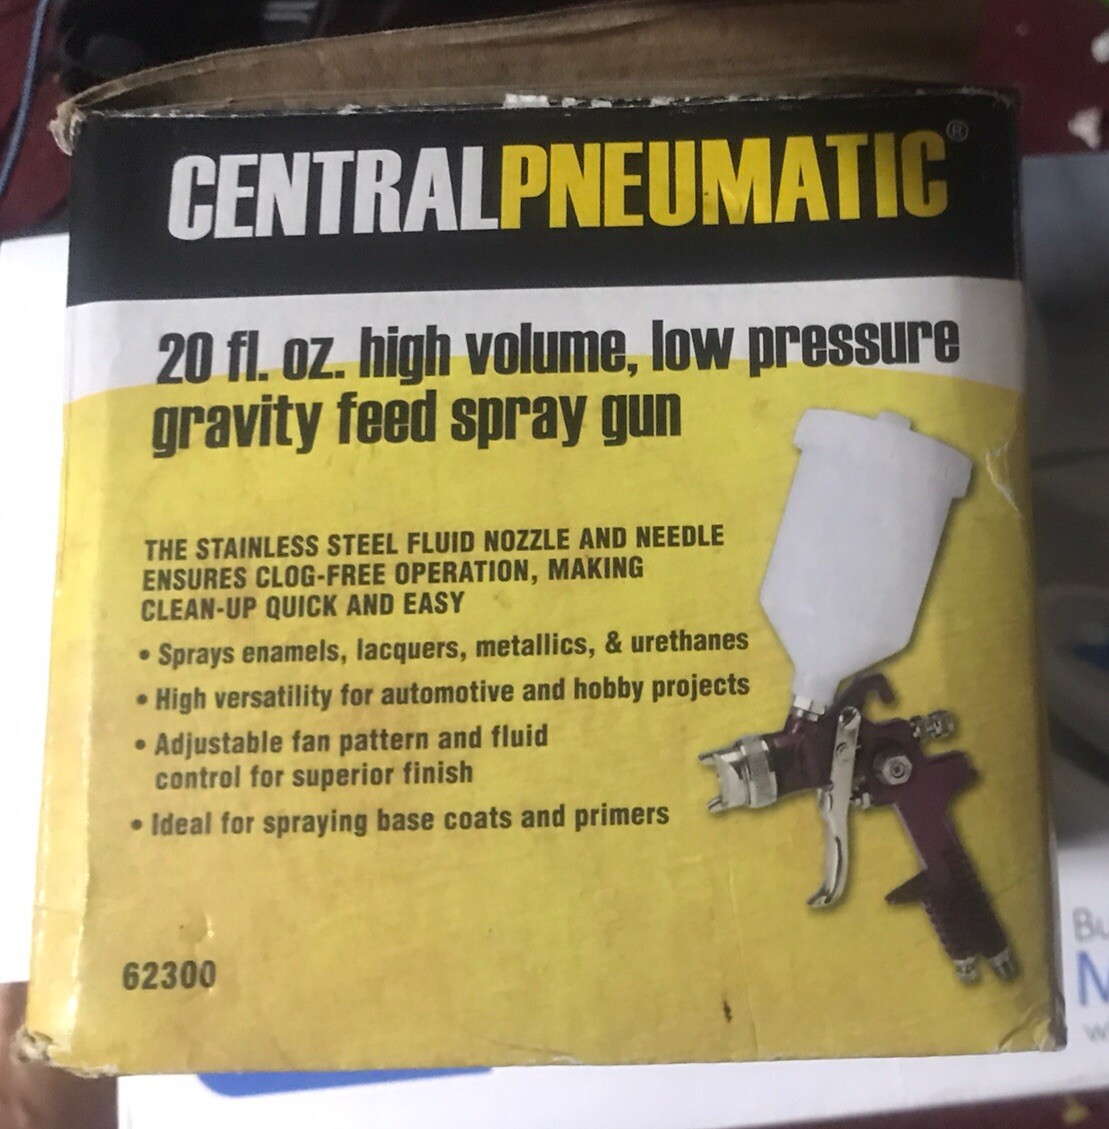 CENTRALPNEUMATIC®
20 fl. oz. high volume, low pressure
gravity feed spray gun
THE STAINLESS STEEL FLUID NOZZLE AND NEEDLE
ENSURES CLOG-FREE OPERATION, MAKING
CLEAN-UP QUICK AND EASY
• Sprays enamels, lacquers, metallics, & urethanes
• High versatility for automotive and hobby projects
• Adjustable fan pattern and fluid
control for superior finish
• Ideal for spraying base coats and primers
62300